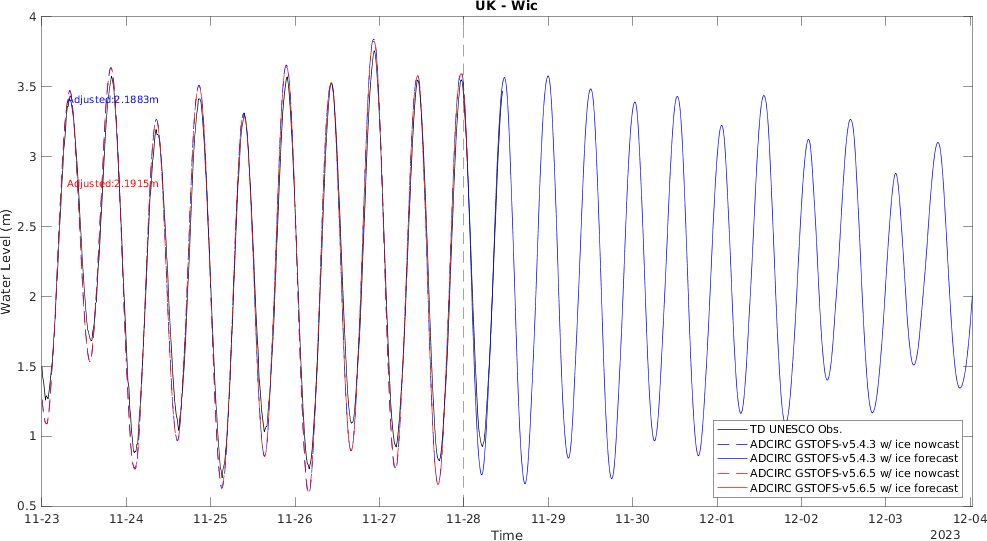 UK - Wic
4
3.5
3
2.5
2
1.5
1
0.5
Water Level (m)
Adjusted:2.1883m
Adjusted:2.1915m
TD UNESCO Obs.
ADCIRC GSTOFS-v5.4.3 w/ ice nowcast
ADCIRC GSTOFS-v5.4.3 w/ ice forecast
ADCIRC GSTOFS-v5.6.5 w/ ice nowcast
ADCIRC GSTOFS-v5.6.5 w/ ice forecast
11-23 11-24 11-25 11-26 11-27 11-28 11-29 11-30 12-01 12-02 12-03 12-04
Time
2023